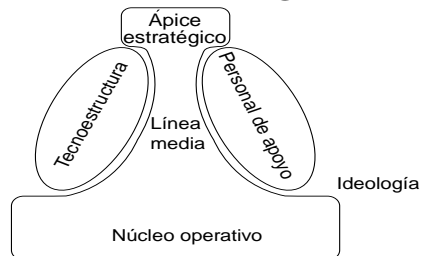 Ápice
estratégico
Tecnoestructura
Línea
media
Personal de apoyo
Ideología
Núcleo operativo